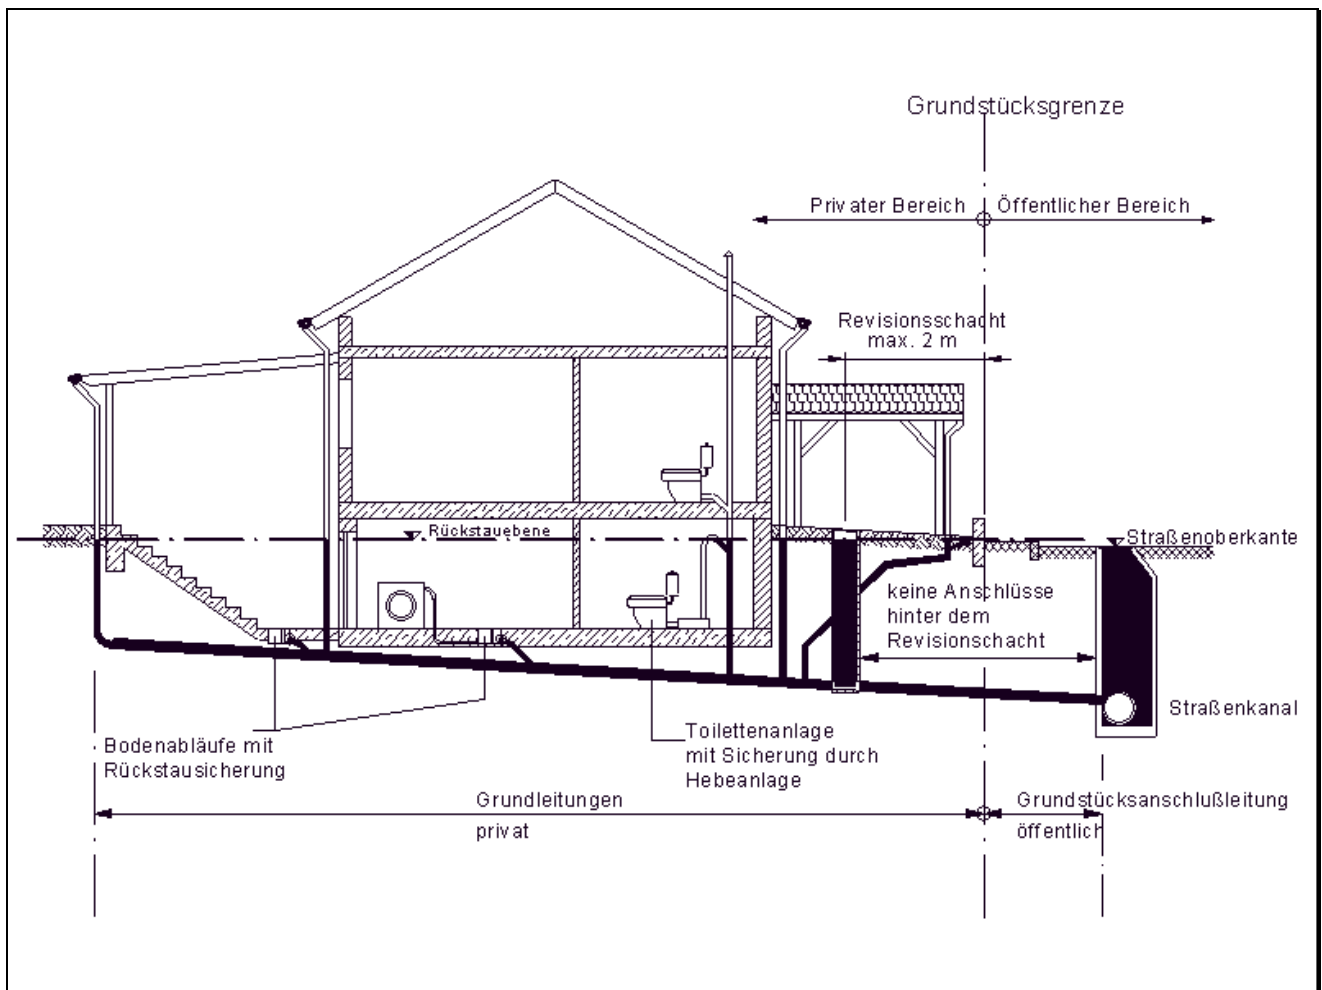 Grundstücksgrenze
Privater Bereich
Öffentlicher Bereich
Revisionsschacht
max. 2 m
Rückstauebene
Straßenoberkante
keine Anschlüsse
hinter dem
Revisionschacht
Straßenkanal
Bodenabläufe mit
Rückstausicherung
Toilettenanlage
mit Sicherung durch
Hebeanlage
Grundleitungen
privat
Grundstücksanschlußleitung
öffentlich